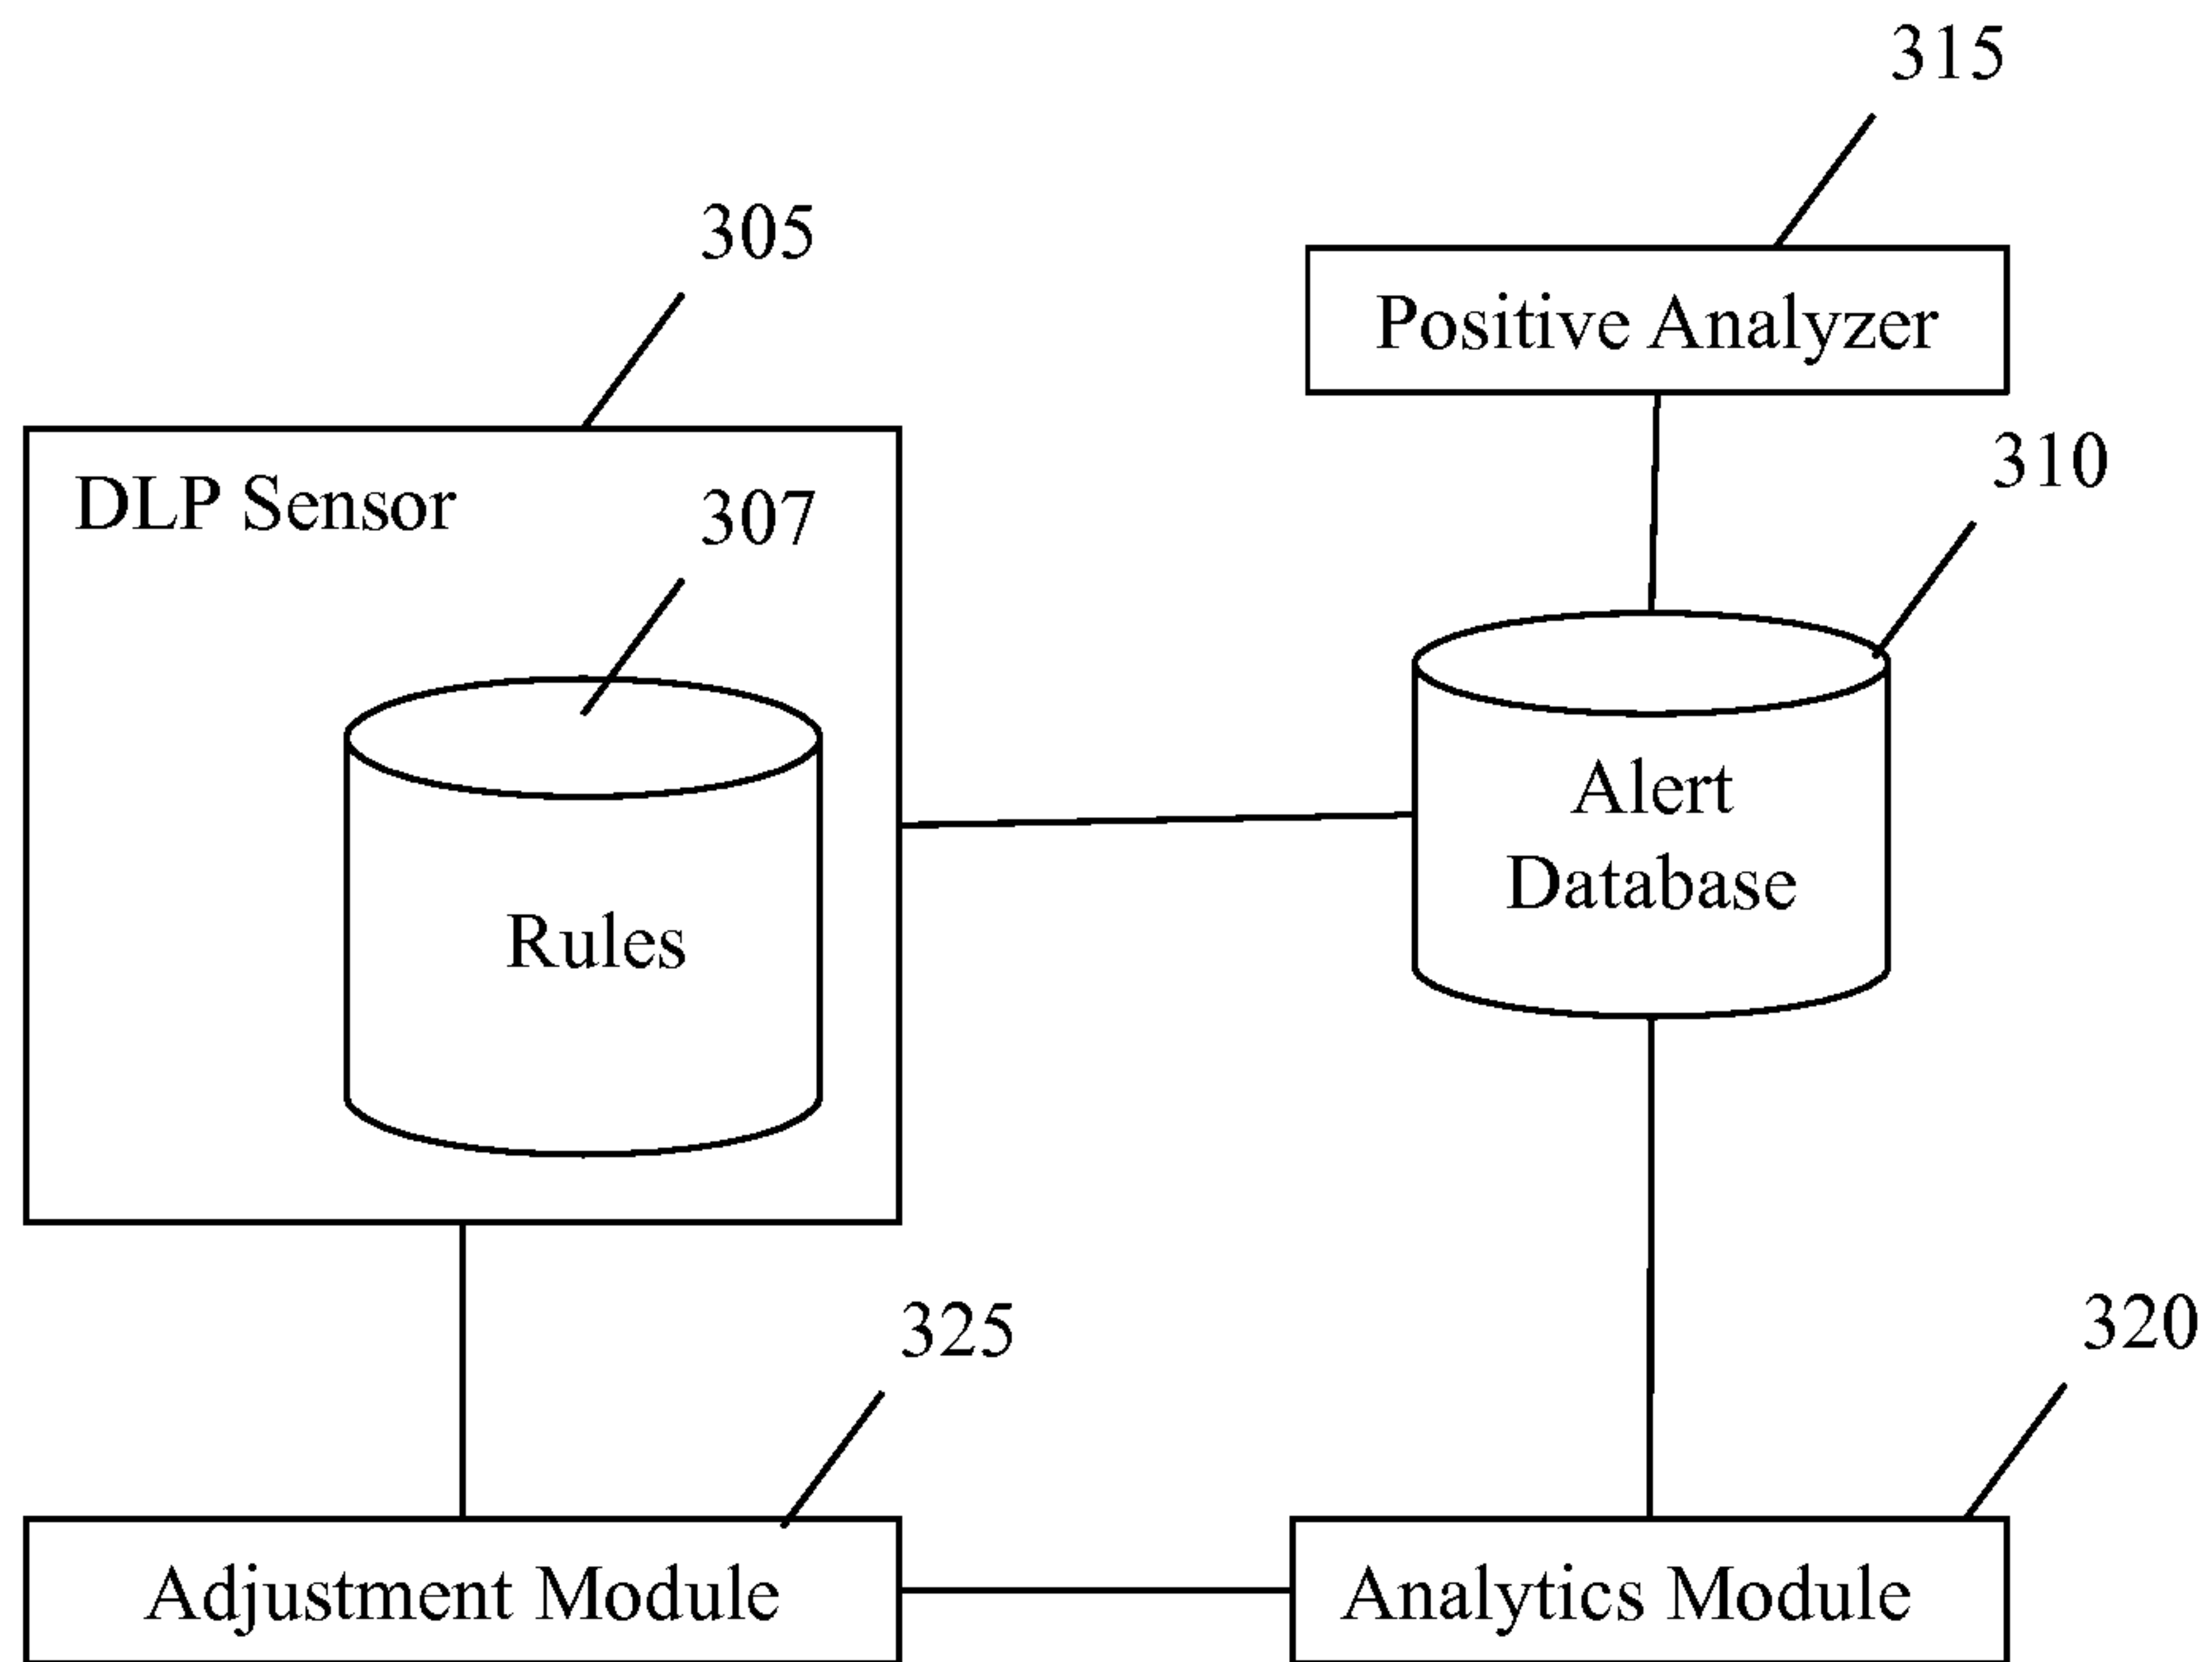 315
305
Positive Analyzer
310
DLP Sensor
307
Alert
Database
Rules
325
320
Adjustment Module
Analytics Module